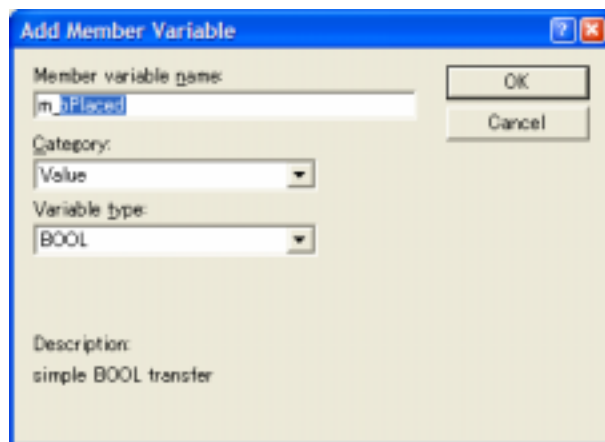 Add Member Variable
Member variable name:
m_bPlaced
OK
Cancel
Category:
Value
Variable type:
BOOL
Description:
simple BOOL transfer